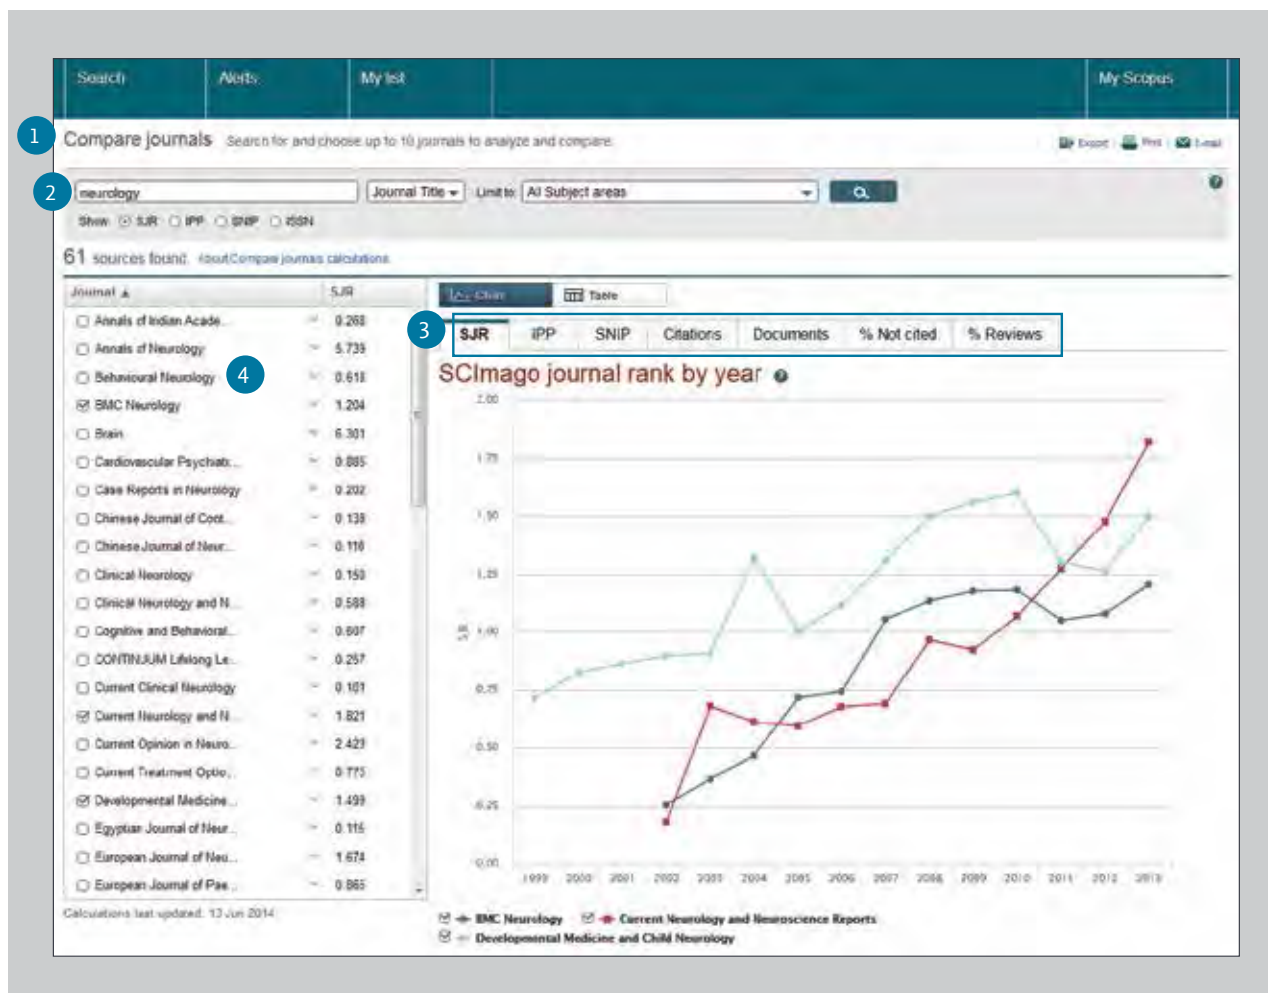 Search Alerts My list My Scopus
1 Compare journals Search for and choose up to 10 journals to analyze and compare. Export Print E-mail
2 neurology Journal Title Limit to: All Subject areas
Show: SJR IPP SNIP ISSN
61 sources found. About Compare journals calculations
Journal SJR
Annals of Indian Acade... 0.268
Annals of Neurology 5.739
Behavioural Neurology 4 0.618
BMC Neurology 1.204
Brain 6.301
Cardiovascular Psychiatr... 0.885
Case Reports in Neurology 0.202
Chinese Journal of Cont... 0.139
Chinese Journal of Neur... 0.116
Clinical Neurology 0.150
Clinical Neurology and N... 0.588
Cognitive and Behavioral... 0.607
CONTINUUM Lifelong Le... 0.257
Current Clinical Neurology 0.101
Current Neurology and N... 1.821
Current Opinion in Neuro... 2.423
Current Treatment Optio... 0.775
Developmental Medicine... 1.499
Egyptian Journal of Neur... 0.115
European Journal of Neu... 1.674
European Journal of Pae... 0.865
Calculations last updated: 13 Jun 2014
Chart Table
3 SJR IPP SNIP Citations Documents % Not cited % Reviews
SCImago journal rank by year
2.00
1.75
1.50
1.25
1.00
SJR
0.75
0.50
0.25
0.00
1999 2000 2001 2002 2003 2004 2005 2006 2007 2008 2009 2010 2011 2012 2013
BMC Neurology Current Neurology and Neuroscience Reports
Developmental Medicine and Child Neurology